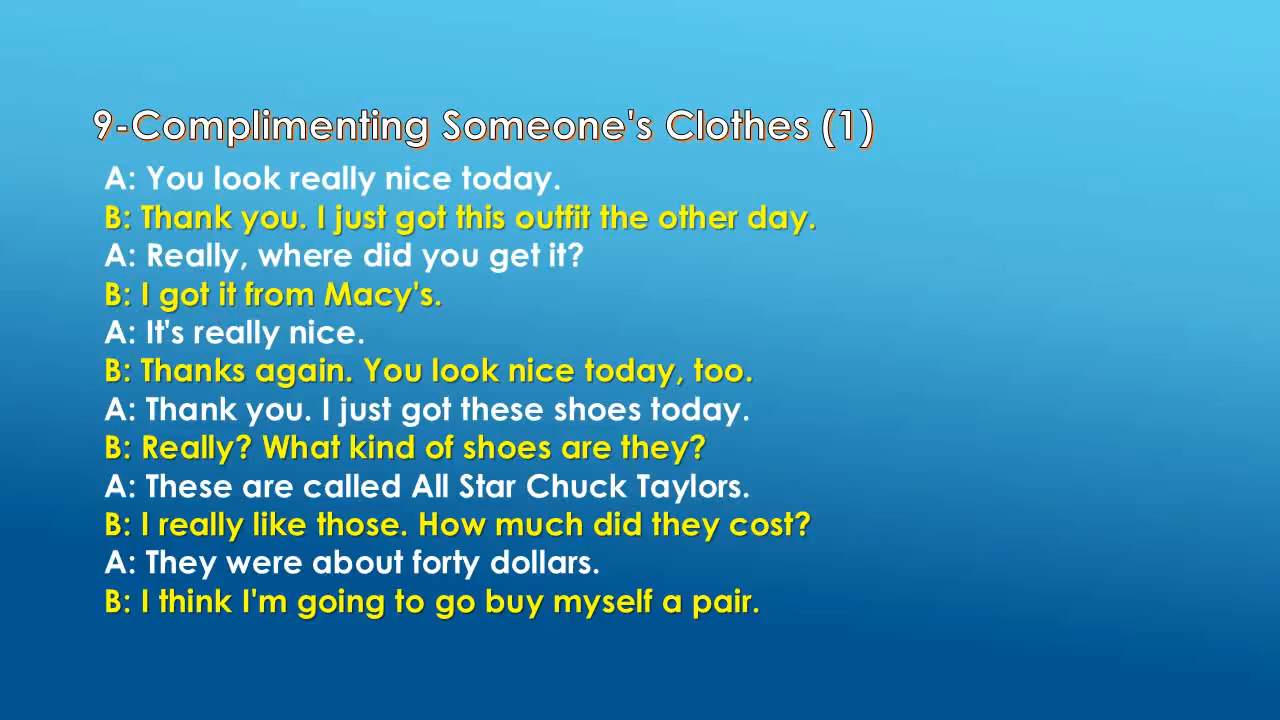 9-Complimenting Someone's Clothes (1)
A: You look really nice today.
B: Thank you. I just got this outfit the other day.
A: Really, where did you get it?
B: I got it from Macy's.
A: It's really nice.
B: Thanks again. You look nice today, too.
A: Thank you. I just got these shoes today.
B: Really? What kind of shoes are they?
A: These are called All Star Chuck Taylors.
B: I really like those. How much did they cost?
A: They were about forty dollars.
B: I think I'm going to go buy myself a pair.